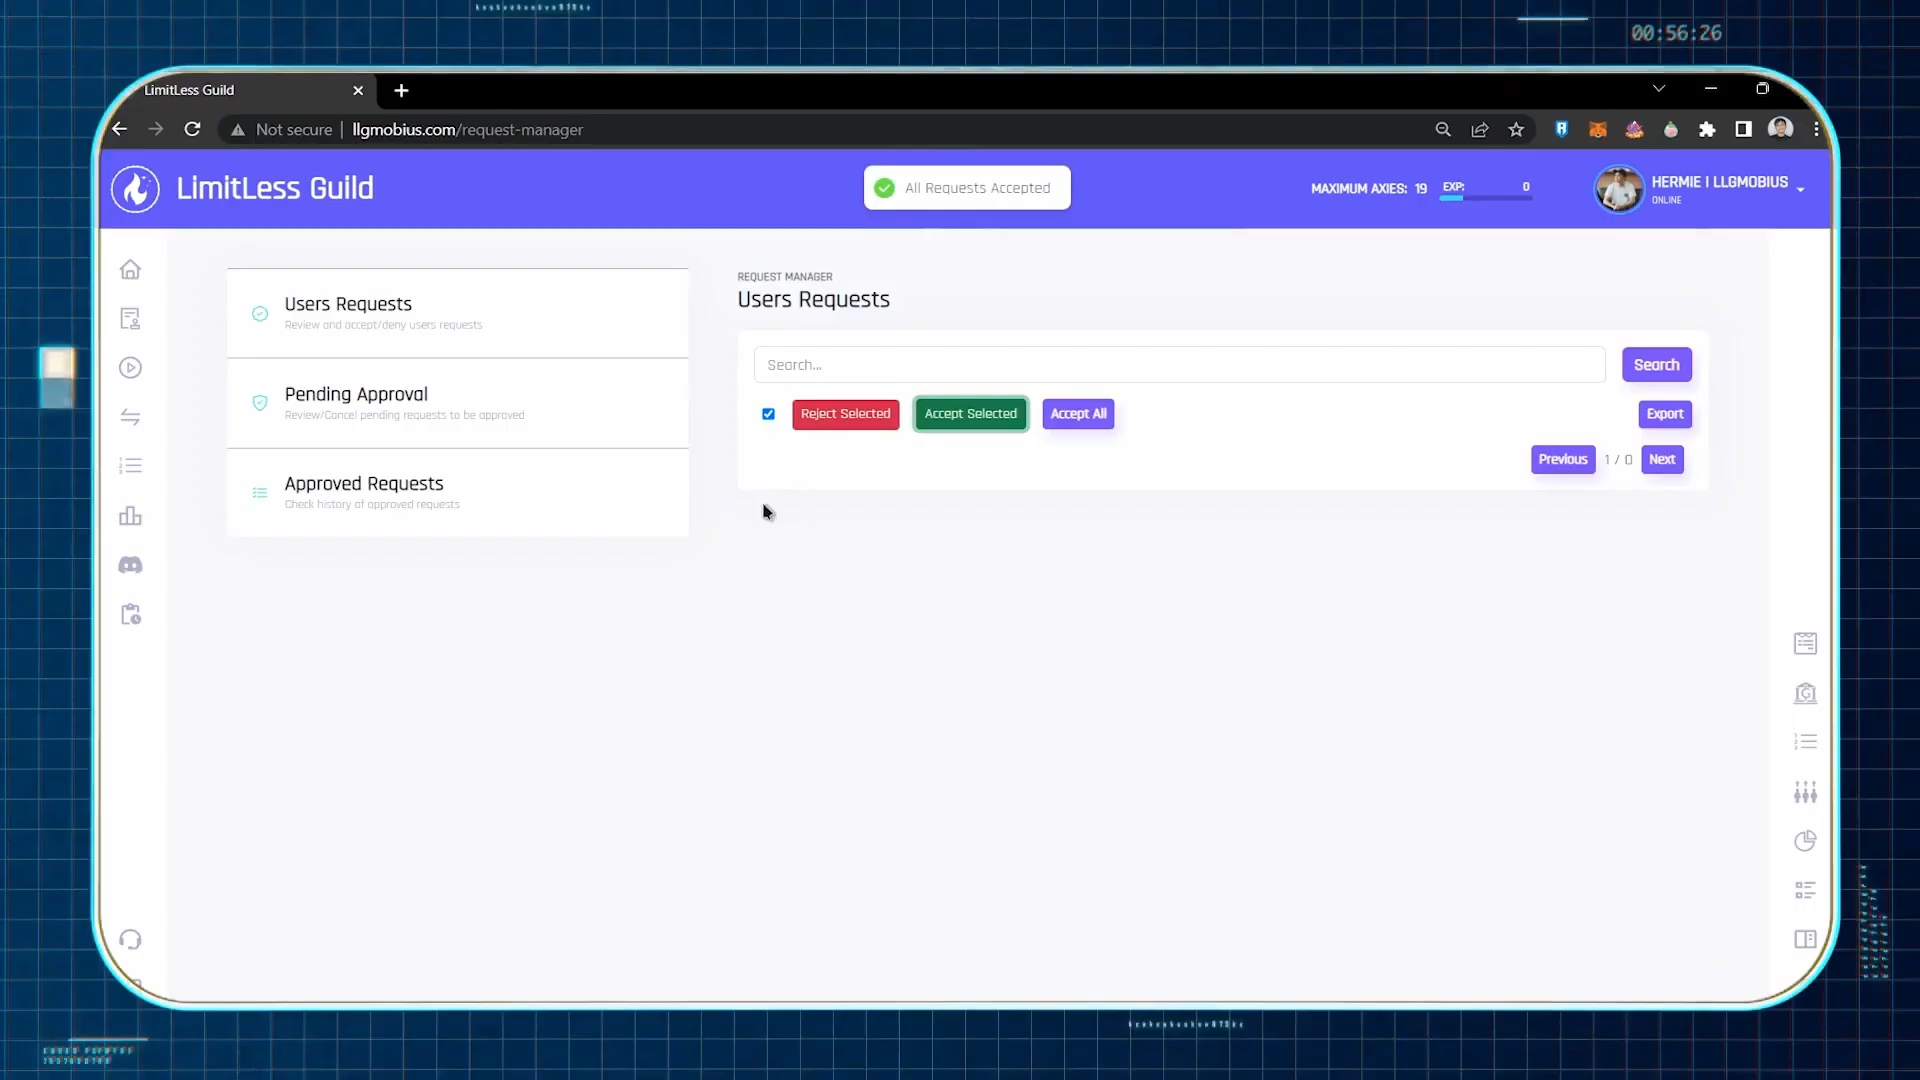 00:56:26
LimitLess Guild
Not secure
llgmobius.com/request-manager
LimitLess Guild
All Requests Accepted
MAXIMUM AXIES: 19
EXP: 0
HERMIE | LLGMOBIUS
ONLINE
Users Requests
Review and accept/deny users requests
Pending Approval
Review/Cancel pending requests to be approved
Approved Requests
Check history of approved requests
REQUEST MANAGER
Users Requests
Search...
Search
Reject Selected
Accept Selected
Accept All
Export
Previous
1 / 0
Next